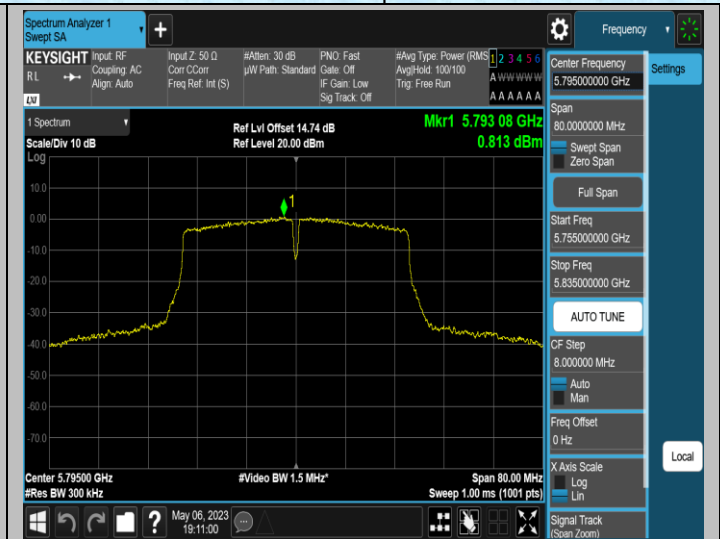 Spectrum Analyzer 1
Swept SA
Frequency
KEYSIGHT
RL
LXI
Input: RF
Coupling: AC
Align: Auto
Input Z: 50 Ω
Corr CCorr
Freq Ref: Int (S)
#Atten: 30 dB
µW Path: Standard
PNO: Fast
Gate: Off
IF Gain: Low
Sig Track: Off
#Avg Type: Power (RMS
Avg|Hold: 100/100
Trig: Free Run
1 2 3 4 5 6
A W W W W W
A A A A A A
Center Frequency
5.795000000 GHz
Settings
Span
80.0000000 MHz
Swept Span
Zero Span
Full Span
Start Freq
5.755000000 GHz
Stop Freq
5.835000000 GHz
AUTO TUNE
CF Step
8.000000 MHz
Auto
Man
Freq Offset
0 Hz
X Axis Scale
Log
Lin
Signal Track
(Span Zoom)
Local
1 Spectrum
Scale/Div 10 dB
Log
Ref Lvl Offset 14.74 dB
Ref Level 20.00 dBm
Mkr1 5.793 08 GHz
0.813 dBm
1
10.0
0.00
-10.0
-20.0
-30.0
-40.0
-50.0
-60.0
-70.0
Center 5.79500 GHz
#Res BW 300 kHz
#Video BW 1.5 MHz*
Span 80.00 MHz
Sweep 1.00 ms (1001 pts)
?
May 06, 2023
19:11:00